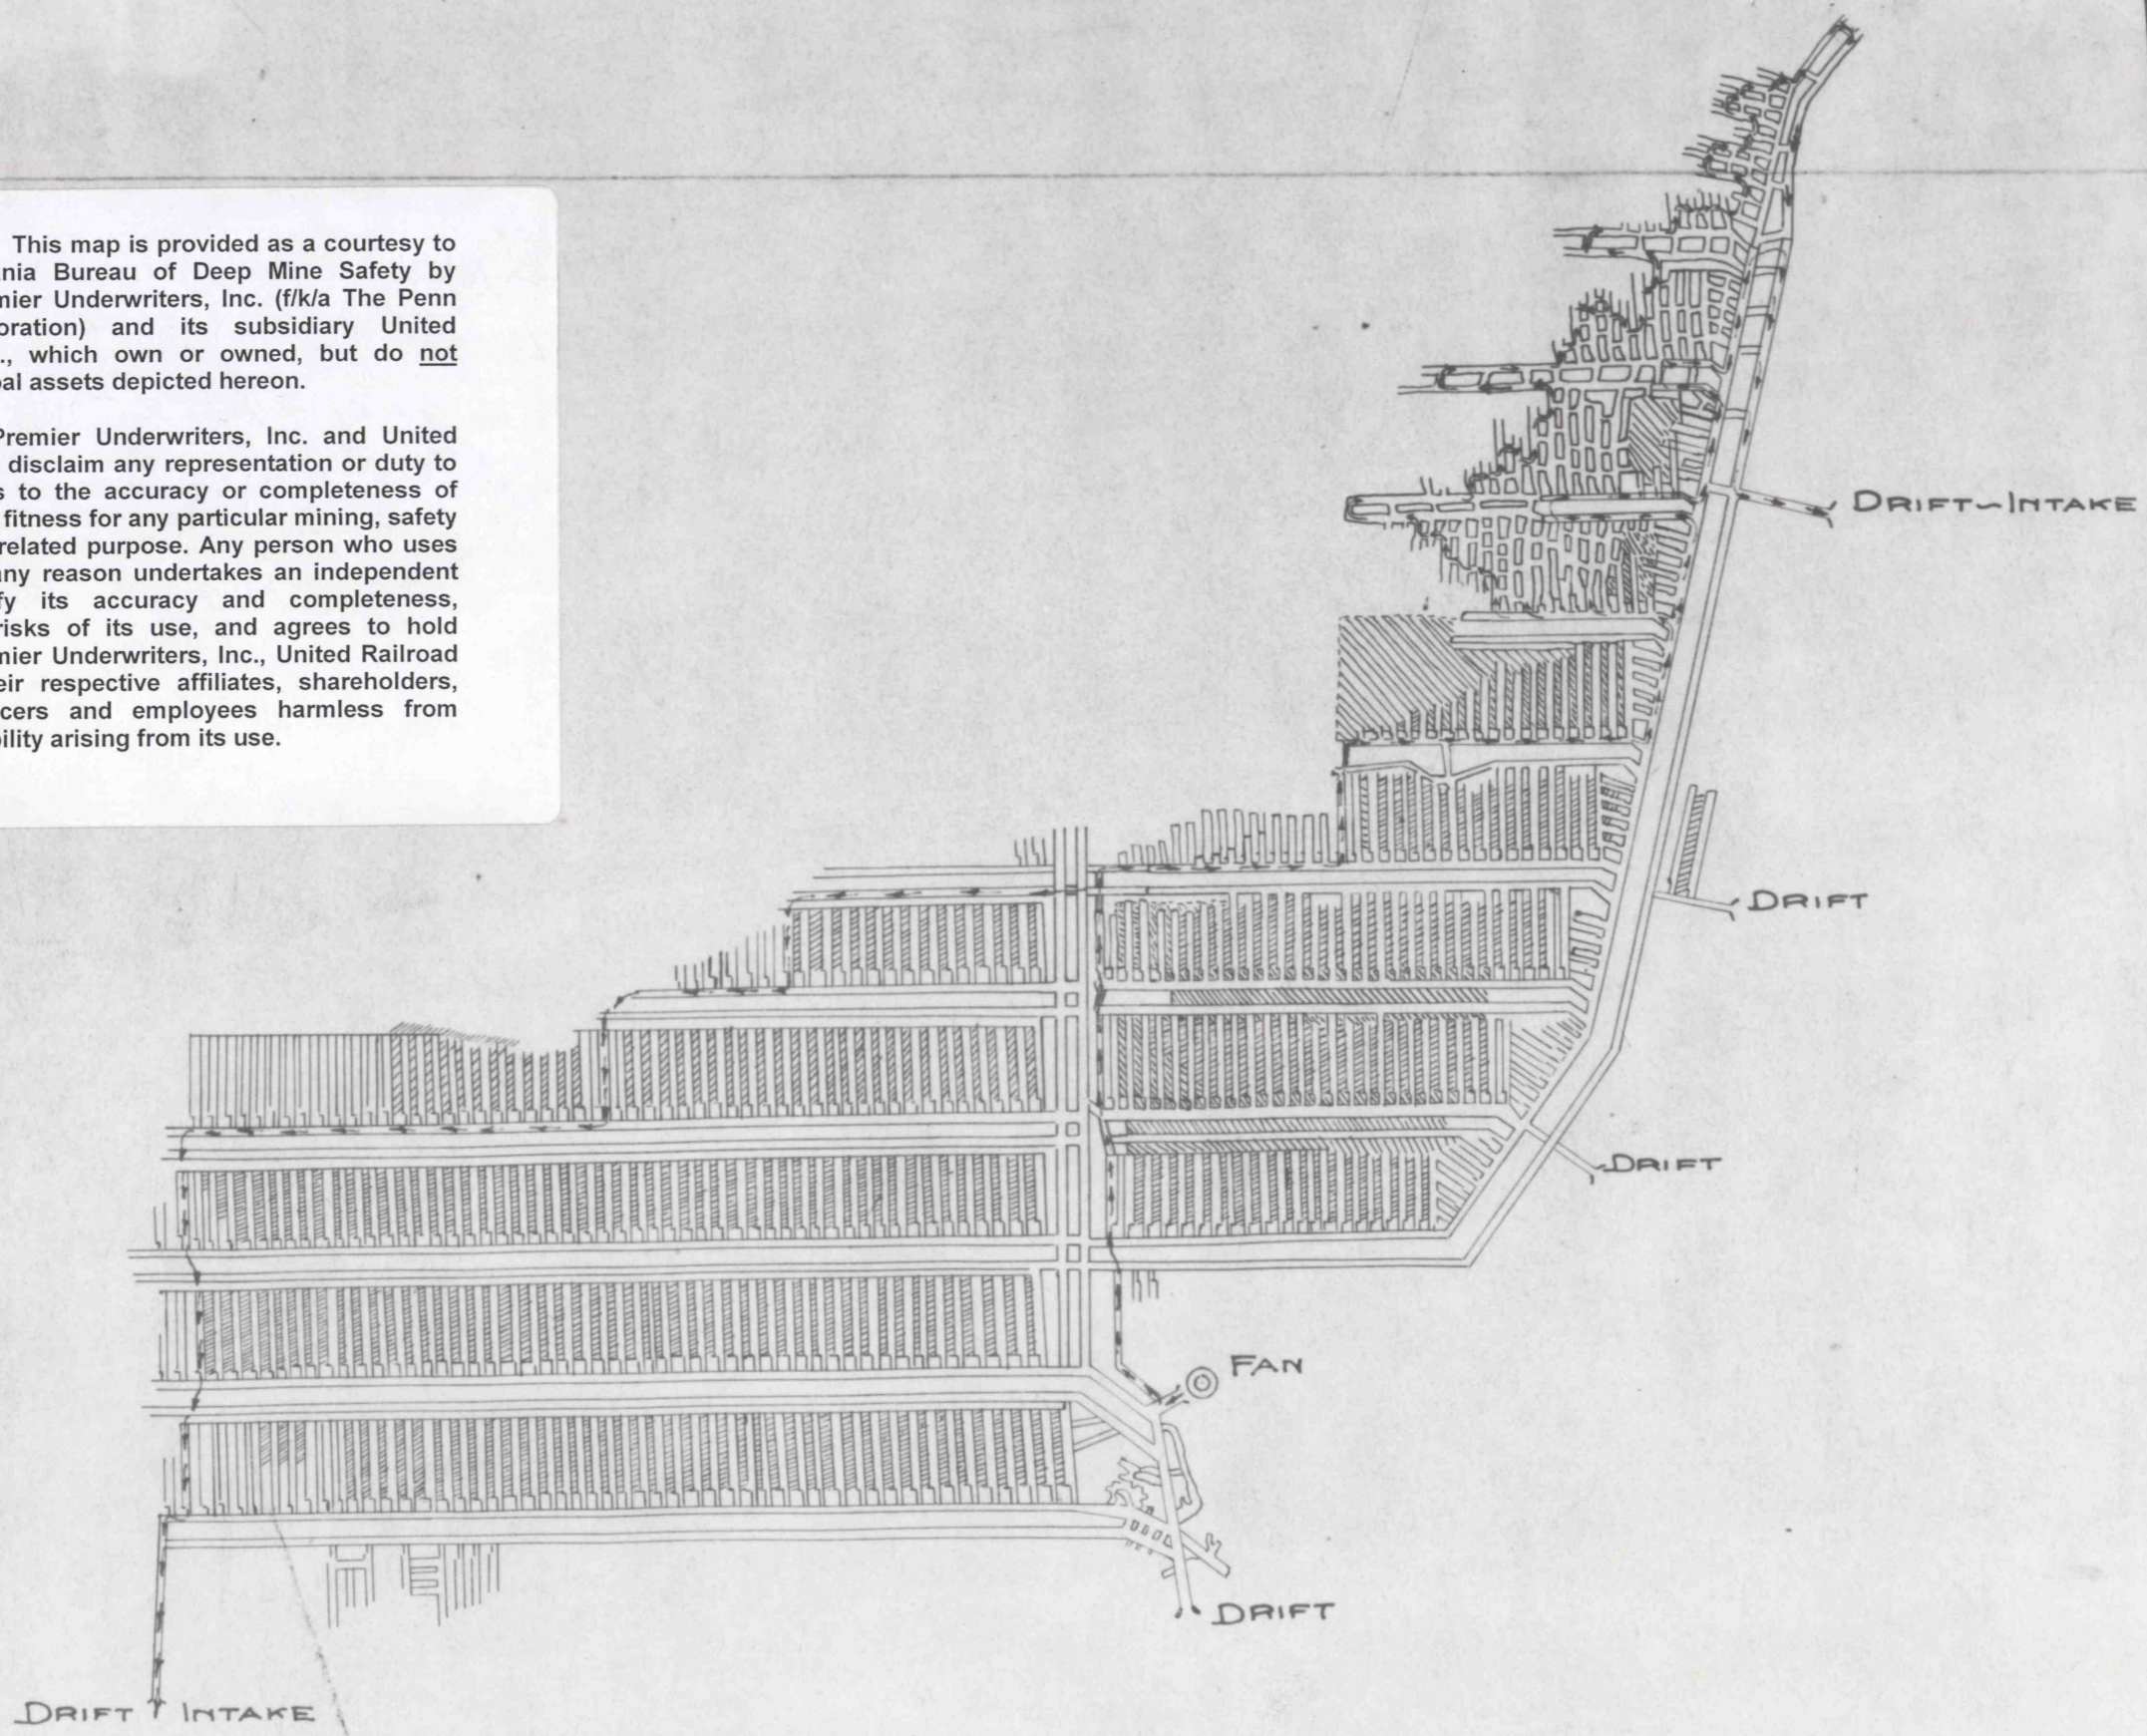 This map is provided as a courtesy to
ania Bureau of Deep Mine Safety by
mier Underwriters, Inc. (f/k/a The Penn
oration) and its subsidiary United
., which own or owned, but do not
oal assets depicted hereon.
Premier Underwriters, Inc. and United
disclaim any representation or duty to
s to the accuracy or completeness of
fitness for any particular mining, safety
related purpose. Any person who uses
any reason undertakes an independent
fy its accuracy and completeness,
risks of its use, and agrees to hold
mier Underwriters, Inc., United Railroad
eir respective affiliates, shareholders,
cers and employees harmless from
bility arising from its use.
DRIFT-INTAKE
DRIFT
DRIFT
FAN
DRIFT
DRIFT INTAKE